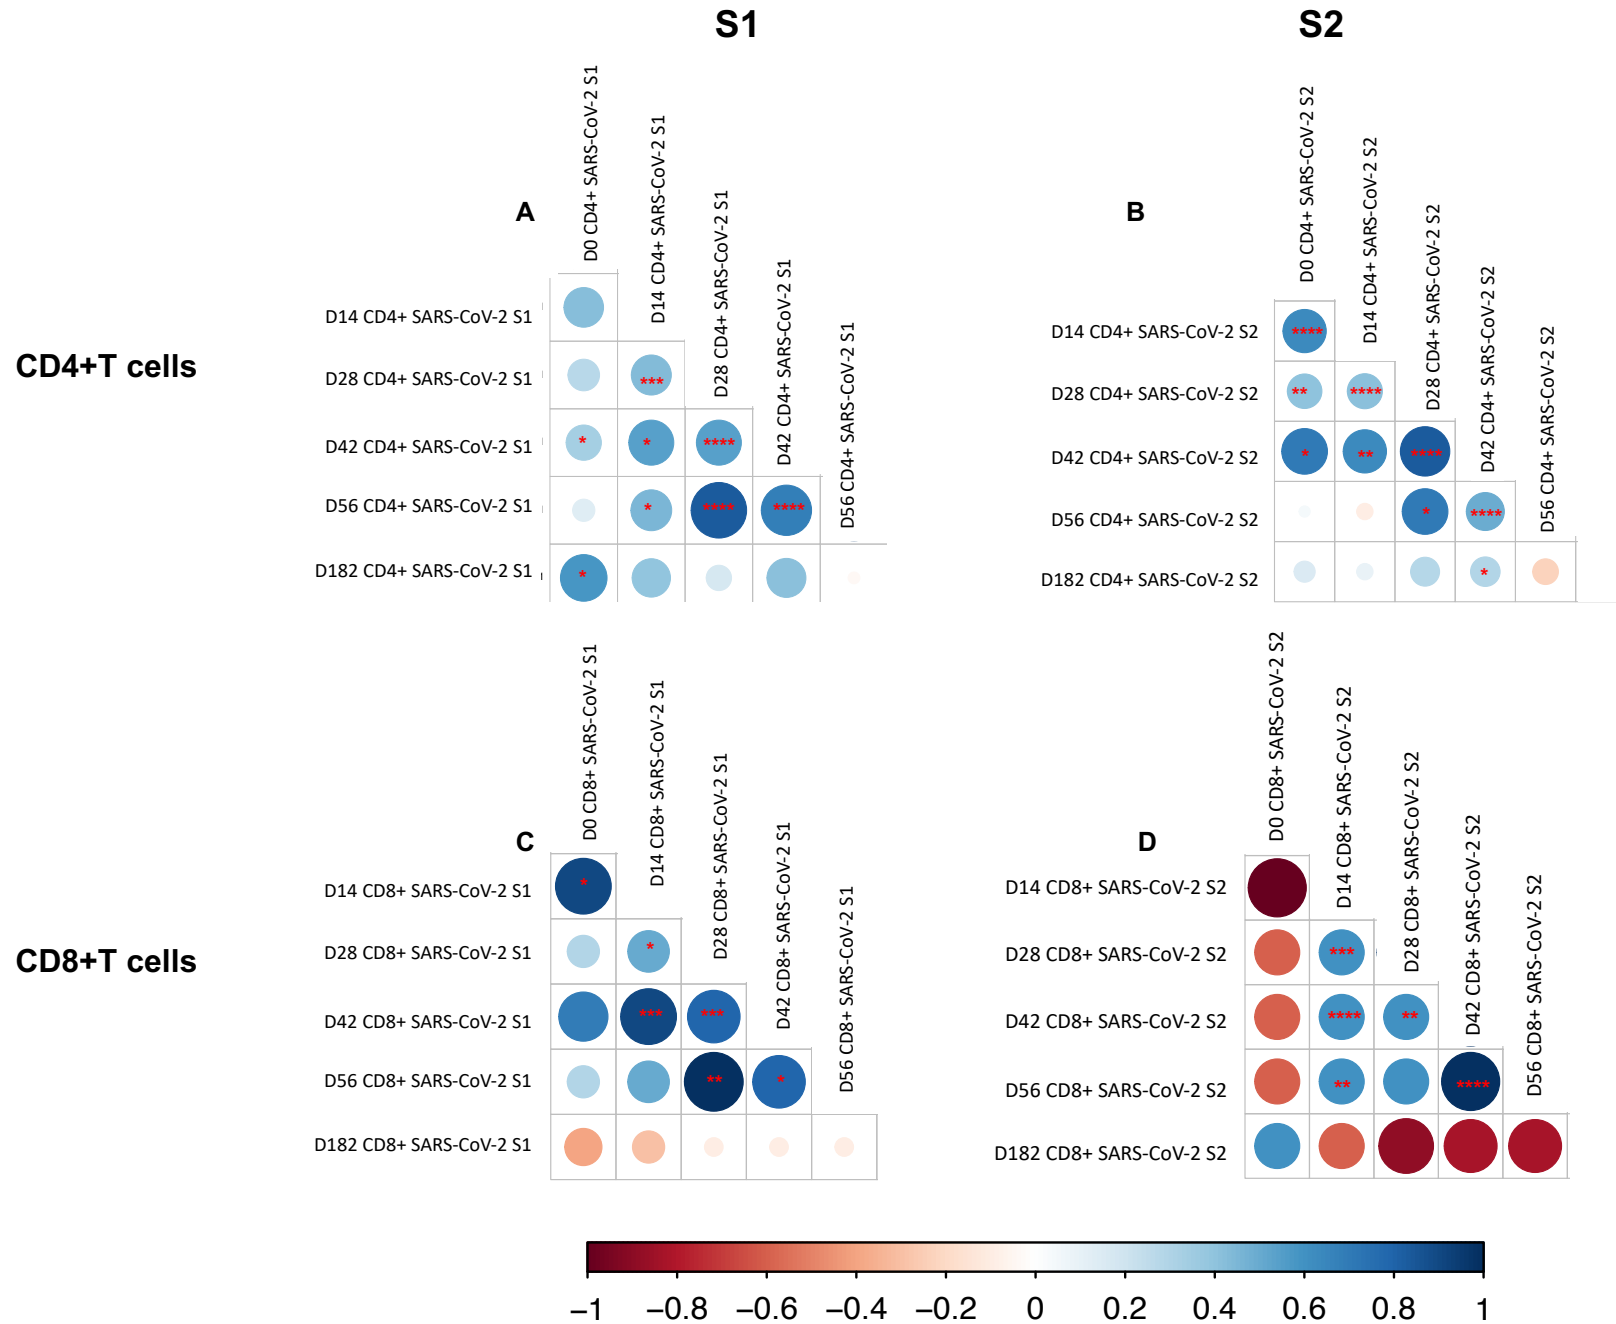 S1
S2
A
D0 CD4+ SARS-CoV-2 S1
D14 CD4+ SARS-CoV-2 S1
D28 CD4+ SARS-CoV-2 S1
D42 CD4+ SARS-CoV-2 S1
D56 CD4+ SARS-CoV-2 S1
CD4+T cells
D14 CD4+ SARS-CoV-2 S1
D28 CD4+ SARS-CoV-2 S1
***
D42 CD4+ SARS-CoV-2 S1
* * ****
D56 CD4+ SARS-CoV-2 S1
* **** ****
D182 CD4+ SARS-CoV-2 S1
*
B
D0 CD4+ SARS-CoV-2 S2
D14 CD4+ SARS-CoV-2 S2
D28 CD4+ SARS-CoV-2 S2
D42 CD4+ SARS-CoV-2 S2
D56 CD4+ SARS-CoV-2 S2
D14 CD4+ SARS-CoV-2 S2
****
D28 CD4+ SARS-CoV-2 S2
** ****
D42 CD4+ SARS-CoV-2 S2
* ** ****
D56 CD4+ SARS-CoV-2 S2
* ****
D182 CD4+ SARS-CoV-2 S2
*
C
D0 CD8+ SARS-CoV-2 S1
D14 CD8+ SARS-CoV-2 S1
D28 CD8+ SARS-CoV-2 S1
D42 CD8+ SARS-CoV-2 S1
D56 CD8+ SARS-CoV-2 S1
CD8+T cells
D14 CD8+ SARS-CoV-2 S1
*
D28 CD8+ SARS-CoV-2 S1
*
D42 CD8+ SARS-CoV-2 S1
*** ***
D56 CD8+ SARS-CoV-2 S1
** *
D182 CD8+ SARS-CoV-2 S1
D
D0 CD8+ SARS-CoV-2 S2
D14 CD8+ SARS-CoV-2 S2
D28 CD8+ SARS-CoV-2 S2
D42 CD8+ SARS-CoV-2 S2
D56 CD8+ SARS-CoV-2 S2
D14 CD8+ SARS-CoV-2 S2
D28 CD8+ SARS-CoV-2 S2
***
D42 CD8+ SARS-CoV-2 S2
**** **
D56 CD8+ SARS-CoV-2 S2
** ****
D182 CD8+ SARS-CoV-2 S2
−1 −0.8 −0.6 −0.4 −0.2 0 0.2 0.4 0.6 0.8 1